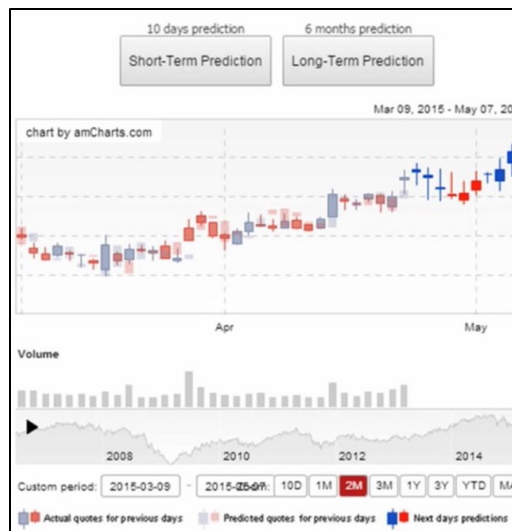 10 days prediction 6 months prediction
Short-Term Prediction Long-Term Prediction
Mar 09, 2015 - May 07, 20
chart by amCharts.com
Apr May
Volume
2008 2010 2012 2014
Custom period: 2015-03-09 - 10D 1M 2M 3M 1Y 3Y YTD MA
Actual quotes for previous days Predicted quotes for previous days Next days predictions